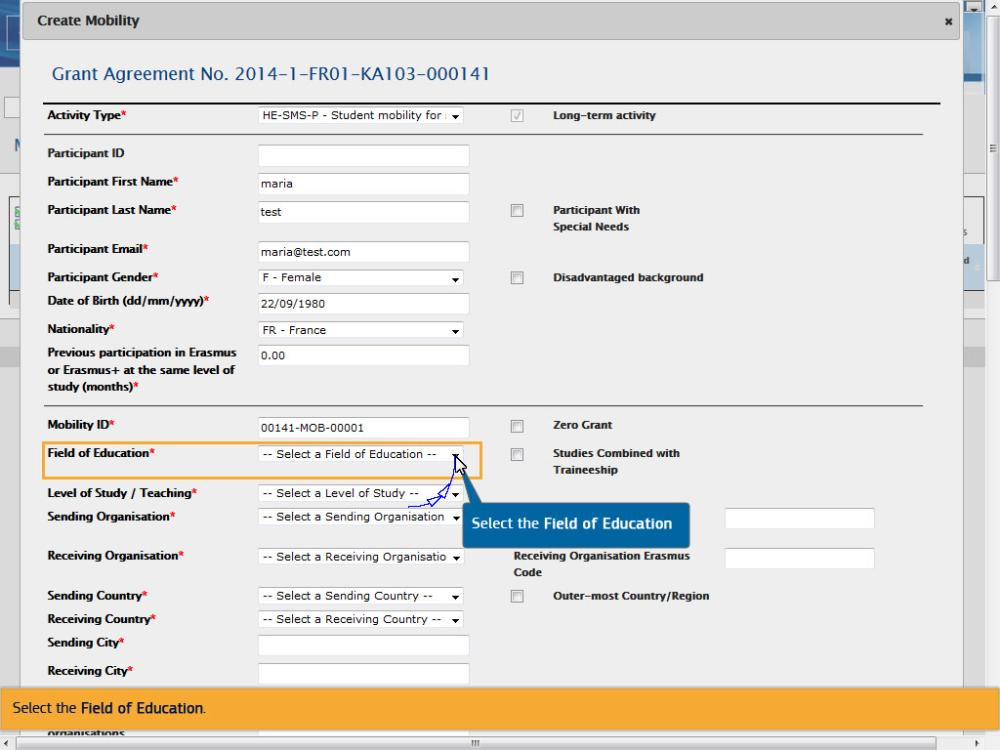 Create Mobility
Grant Agreement No. 2014-1-FR01-KA103-000141
Activity Type* HE-SMS-P - Student mobility for Long-term activity
Participant ID
Participant First Name* maria
Participant Last Name* test Participant With
Special Needs
Participant Email* maria@test.com
Participant Gender* F - Female Disadvantaged background
Date of Birth (dd/mm/yyyy)* 22/09/1980
Nationality* FR - France
Previous participation in Erasmus 0.00
or Erasmus+ at the same level of
study (months)*
Mobility ID* 00141-MOB-00001 Zero Grant
Field of Education* -- Select a Field of Education -- Studies Combined with
Traineeship
Level of Study / Teaching* -- Select a Level of Study --
Sending Organisation* -- Select a Sending Organisation
Select the Field of Education
Receiving Organisation* -- Select a Receiving Organisatio Receiving Organisation Erasmus
Code
Sending Country* -- Select a Sending Country -- Outer-most Country/Region
Receiving Country* -- Select a Receiving Country --
Sending City*
Receiving City*
Select the Field of Education.
organisations